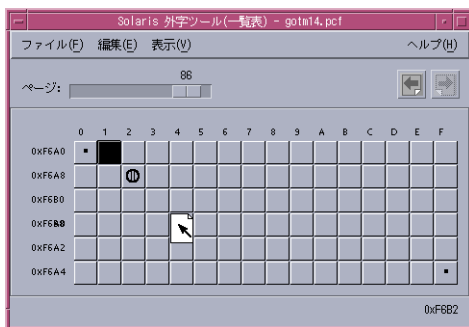 Solaris 外字ツール(一覧表) - gotm14.pcf
ファイル(F) 編集(E) 表示(V) ヘルプ(H)
86
ページ:
0 1 2 3 4 5 6 7 8 9 A B C D E F
0xF6A0
0xF6A8
0xF6B0
0xF6B8
0xF6A2
0xF6A4
0xF6B2